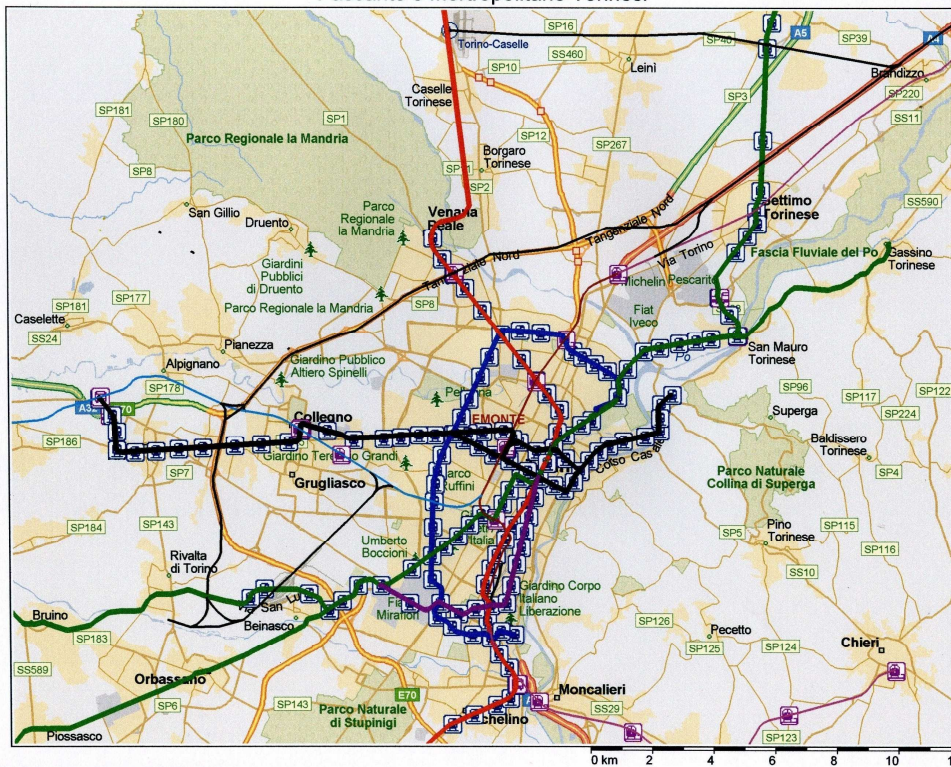 SP16
A5
SP40
SP39
A4
Torino-Caselle
SS460
SP10
Leinì
Brandizzo
SP220
Caselle
Torinese
SP3
SP181
SP180
SP1
SP12
SP267
SS11
Parco Regionale la Mandria
Borgaro
Torinese
SP8
SP2
SS590
San Gillio
Parco
Regionale
la Mandria
Venaria
Reale
Druento
Tangenziale Nord
Via Torino
Fascia Fluviale del Po
Gassino
Torinese
Giardini
Pubblici
di Druento
Tangenziale Nord
Michelin
Pescarito
SP177
SP181
Parco Regionale la Mandria
SP8
Fiat
Iveco
Caselette
SS24
Pianezza
San Mauro
Torinese
Po
Alpignano
Giardino Pubblico
Altiero Spinelli
SP178
A32
SP96
SP122
SP117
SP224
Superga
Collegno
SP186
Baldissero
Torinese
SP7
Grugliasco
Parco Naturale
Collina di Superga
SP4
SP184
SP143
SP5
SP115
Pino
Torinese
SP116
Umberto
Boccioni
Rivalta
di Torino
SS10
Giardino Corpo
Italiano
Liberazione
San
Beinasco
Bruino
SP183
SP126
Pecetto
SP125
SP124
Chieri
SS589
Orbassano
SP6
SP143
E70
Moncalieri
SS29
Parco Naturale
di Stupinigi
SP123
Piossasco
0 km 2 4 6 8 10